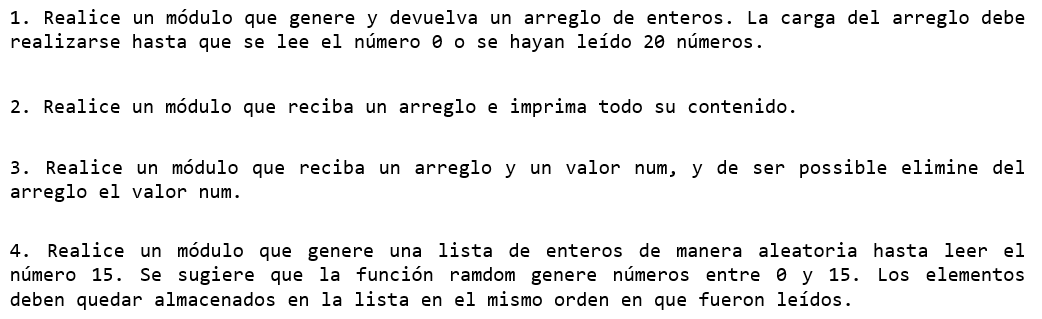 1. Realice un módulo que genere y devuelva un arreglo de enteros. La carga del arreglo debe
realizarse hasta que se lee el número 0 o se hayan leído 20 números.
2. Realice un módulo que reciba un arreglo e imprima todo su contenido.
3. Realice un módulo que reciba un arreglo y un valor num, y de ser possible elimine del
arreglo el valor num.
4. Realice un módulo que genere una lista de enteros de manera aleatoria hasta leer el
número 15. Se sugiere que la función ramdom genere números entre 0 y 15. Los elementos
deben quedar almacenados en la lista en el mismo orden en que fueron leídos.